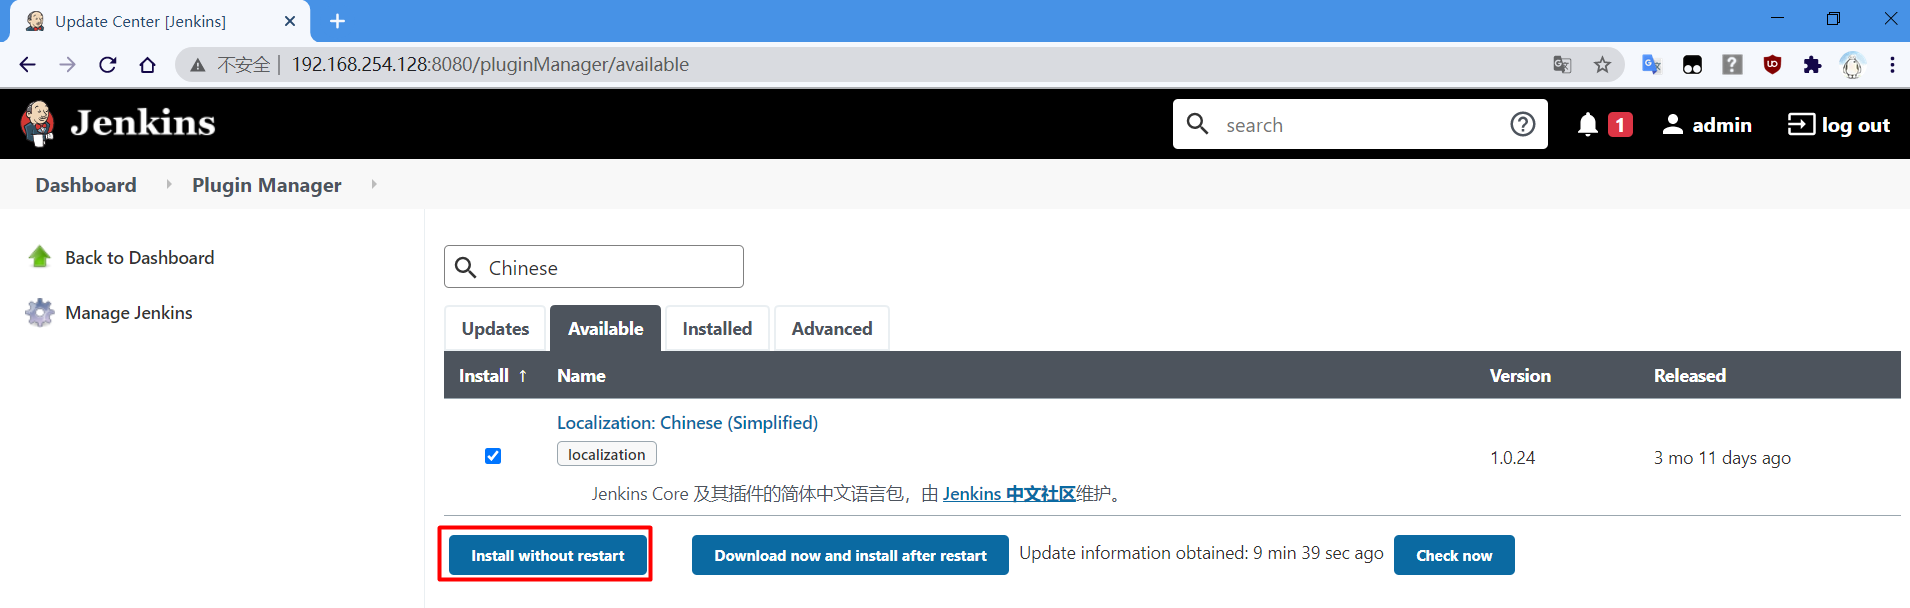 Update Center [Jenkins]
不安全 | 192.168.254.128:8080/pluginManager/available
Jenkins
search
1
admin
log out
Dashboard
Plugin Manager
Back to Dashboard
Manage Jenkins
Chinese
Updates
Available
Installed
Advanced
Install ↑ Name Version Released
Localization: Chinese (Simplified)
localization
1.0.24
3 mo 11 days ago
Jenkins Core 及其插件的简体中文语言包，由 Jenkins 中文社区维护。
Install without restart
Download now and install after restart
Update information obtained: 9 min 39 sec ago
Check now